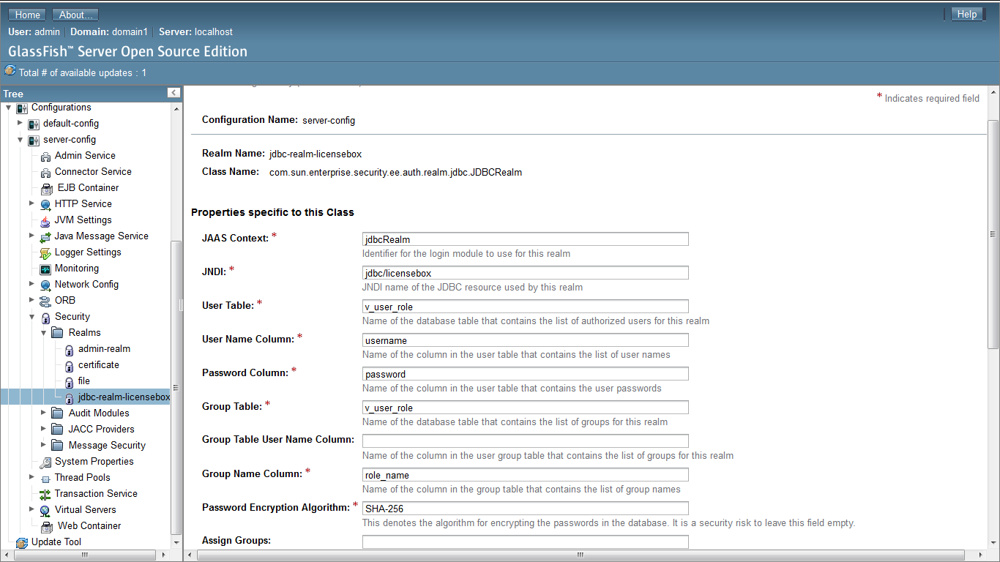 Home About... Help
User: admin Domain: domain1 Server: localhost
GlassFish™ Server Open Source Edition
Total # of available updates : 1
Tree
Configurations
default-config
server-config
Admin Service
Connector Service
EJB Container
HTTP Service
JVM Settings
Java Message Service
Logger Settings
Monitoring
Network Config
ORB
Security
Realms
admin-realm
certificate
file
jdbc-realm-licensebox
Audit Modules
JACC Providers
Message Security
System Properties
Thread Pools
Transaction Service
Virtual Servers
Web Container
Update Tool
* Indicates required field
Configuration Name: server-config
Realm Name: jdbc-realm-licensebox
Class Name: com.sun.enterprise.security.ee.auth.realm.jdbc.JDBCRealm
Properties specific to this Class
JAAS Context: * jdbcRealm
Identifier for the login module to use for this realm
JNDI: * jdbc/licensebox
JNDI name of the JDBC resource used by this realm
User Table: * v_user_role
Name of the database table that contains the list of authorized users for this realm
User Name Column: * username
Name of the column in the user table that contains the list of user names
Password Column: * password
Name of the column in the user table that contains the user passwords
Group Table: * v_user_role
Name of the database table that contains the list of groups for this realm
Group Table User Name Column:
Name of the column in the user group table that contains the list of groups for this realm
Group Name Column: * role_name
Name of the column in the group table that contains the list of group names
Password Encryption Algorithm: * SHA-256
This denotes the algorithm for encrypting the passwords in the database. It is a security risk to leave this field empty.
Assign Groups: